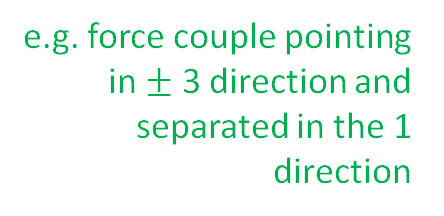 e.g. force couple pointing
in ± 3 direction and
separated in the 1
direction